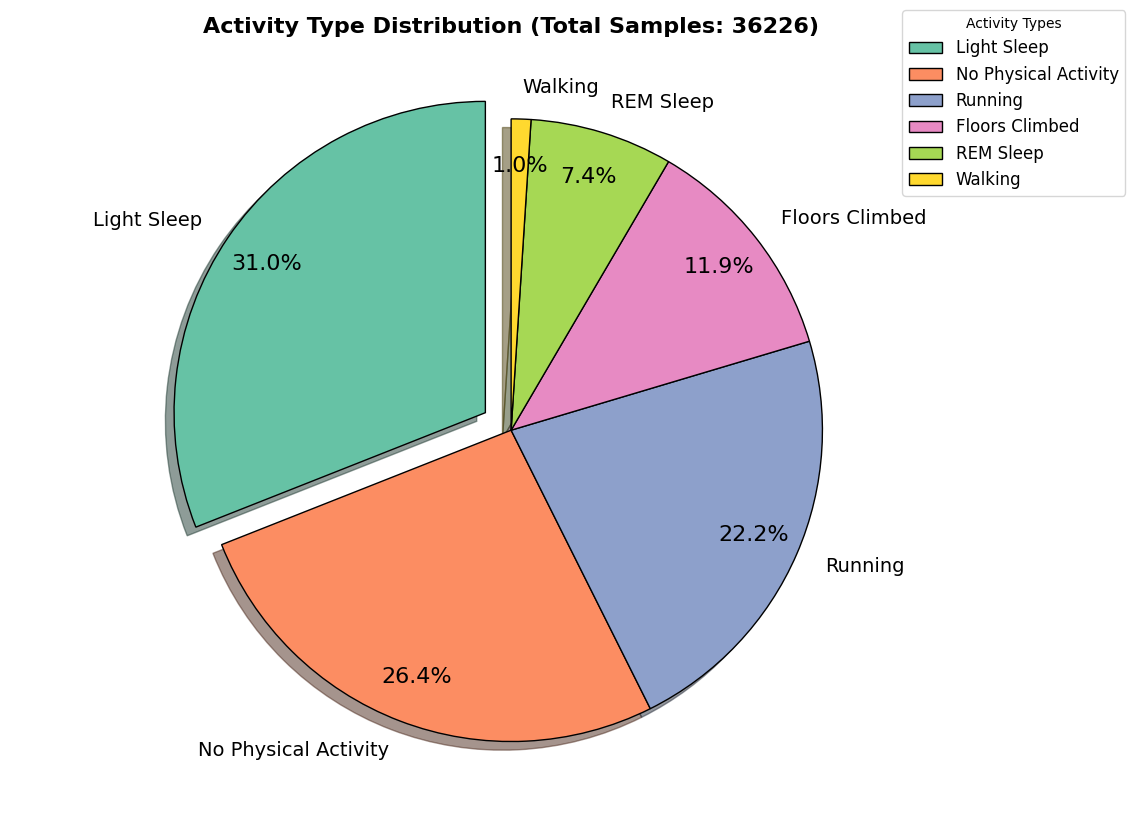 Activity Type Distribution (Total Samples: 36226)
Activity Types
Light Sleep
No Physical Activity
Running
Floors Climbed
REM Sleep
Walking
Walking
REM Sleep
1.0%
7.4%
Light Sleep
Floors Climbed
31.0%
11.9%
22.2%
Running
26.4%
No Physical Activity